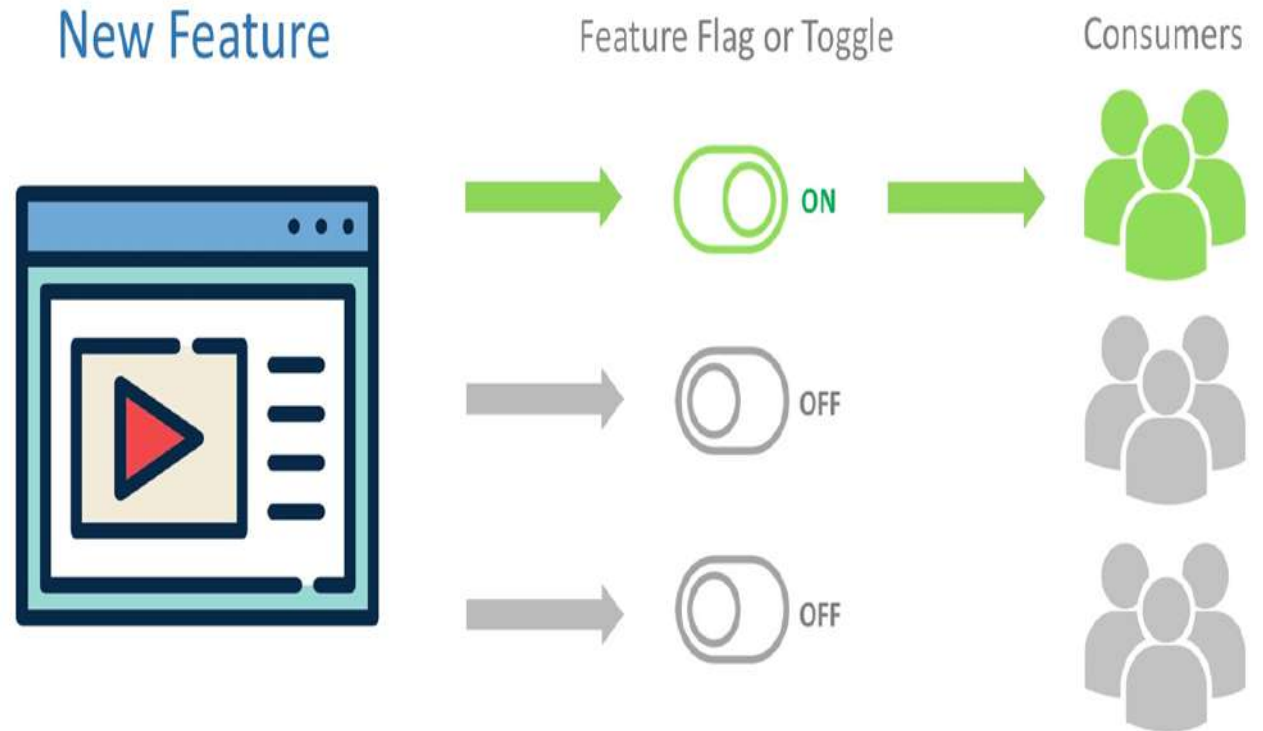 New Feature
Feature Flag or Toggle
Consumers
ON
OFF
OFF